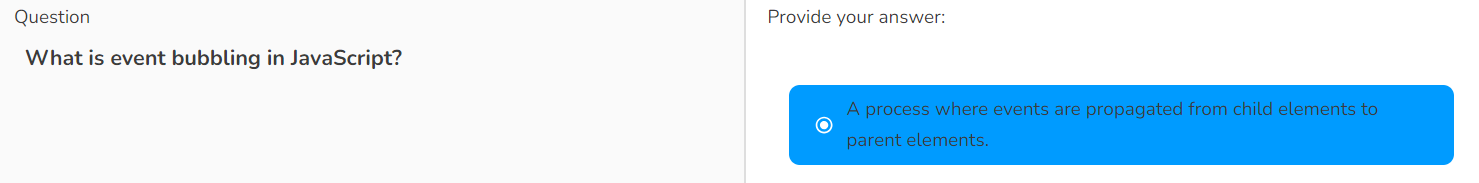 Question
What is event bubbling in JavaScript?
Provide your answer:
A process where events are propagated from child elements to
parent elements.